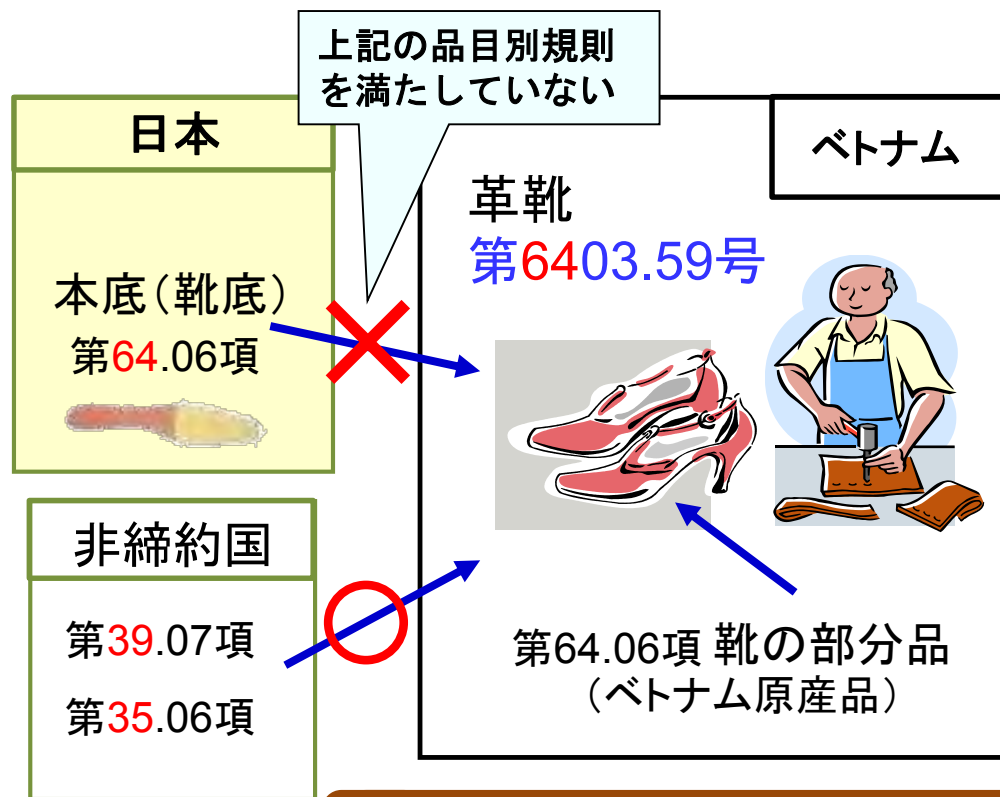 上記の品目別規則
を満たしていない
日本
ベトナム
革靴
第6403.59号
本底（靴底）
第64.06項
非締約国
第39.07項
第35.06項
第64.06項 靴の部分品
（ベトナム原産品）